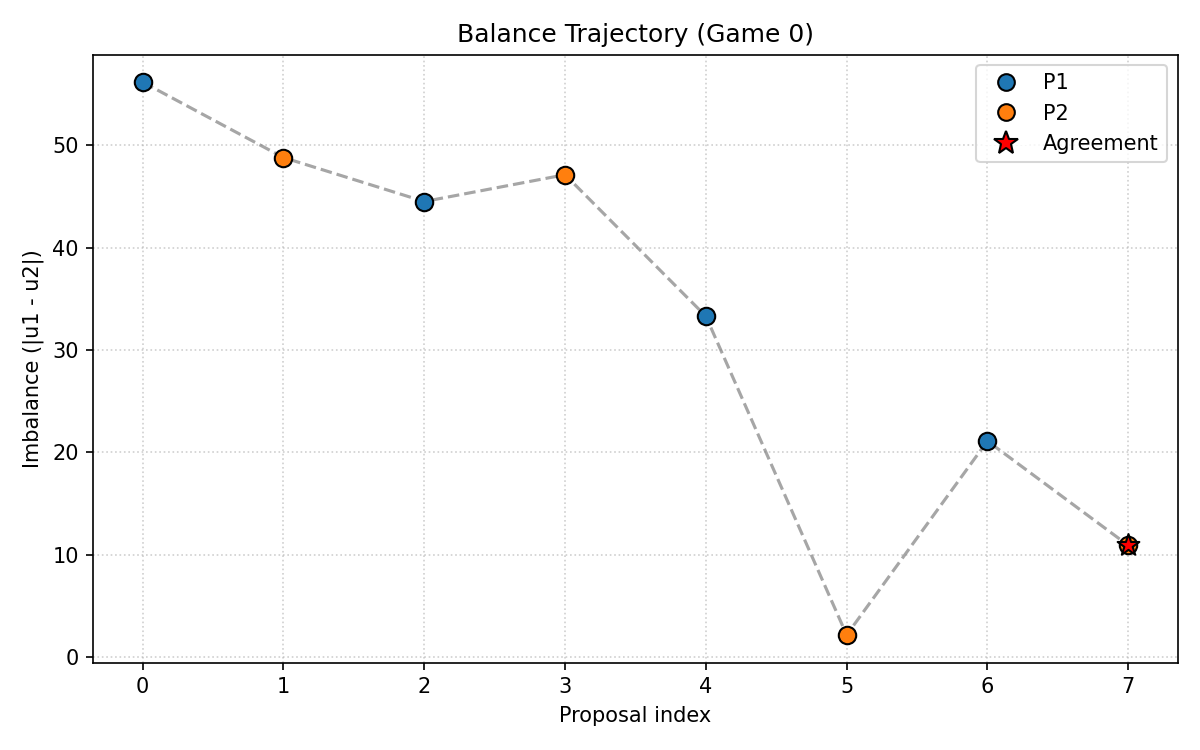 Balance Trajectory (Game 0)
P1
P2
Agreement
Imbalance (|u1 - u2|)
50
40
30
20
10
0
0 1 2 3 4 5 6 7
Proposal index